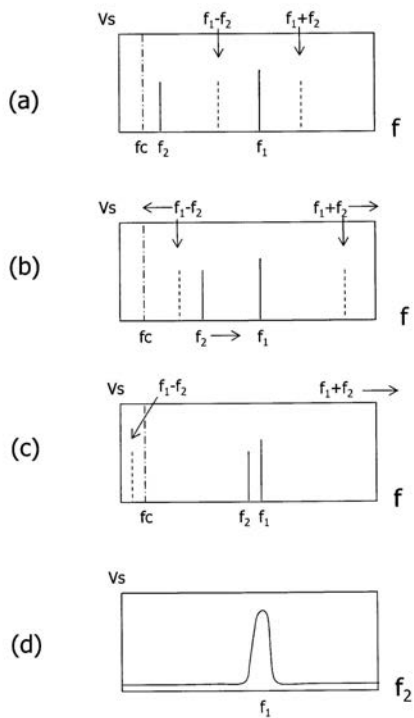 Vs f₁-f₂ f₁+f₂
(a)
fc f₂ f₁ f
Vs f₁-f₂ f₁+f₂
(b)
fc f₂ f₁ f
Vs f₁-f₂ f₁+f₂
(c)
fc f₂ f₁ f
Vs
(d)
f₁ f₂